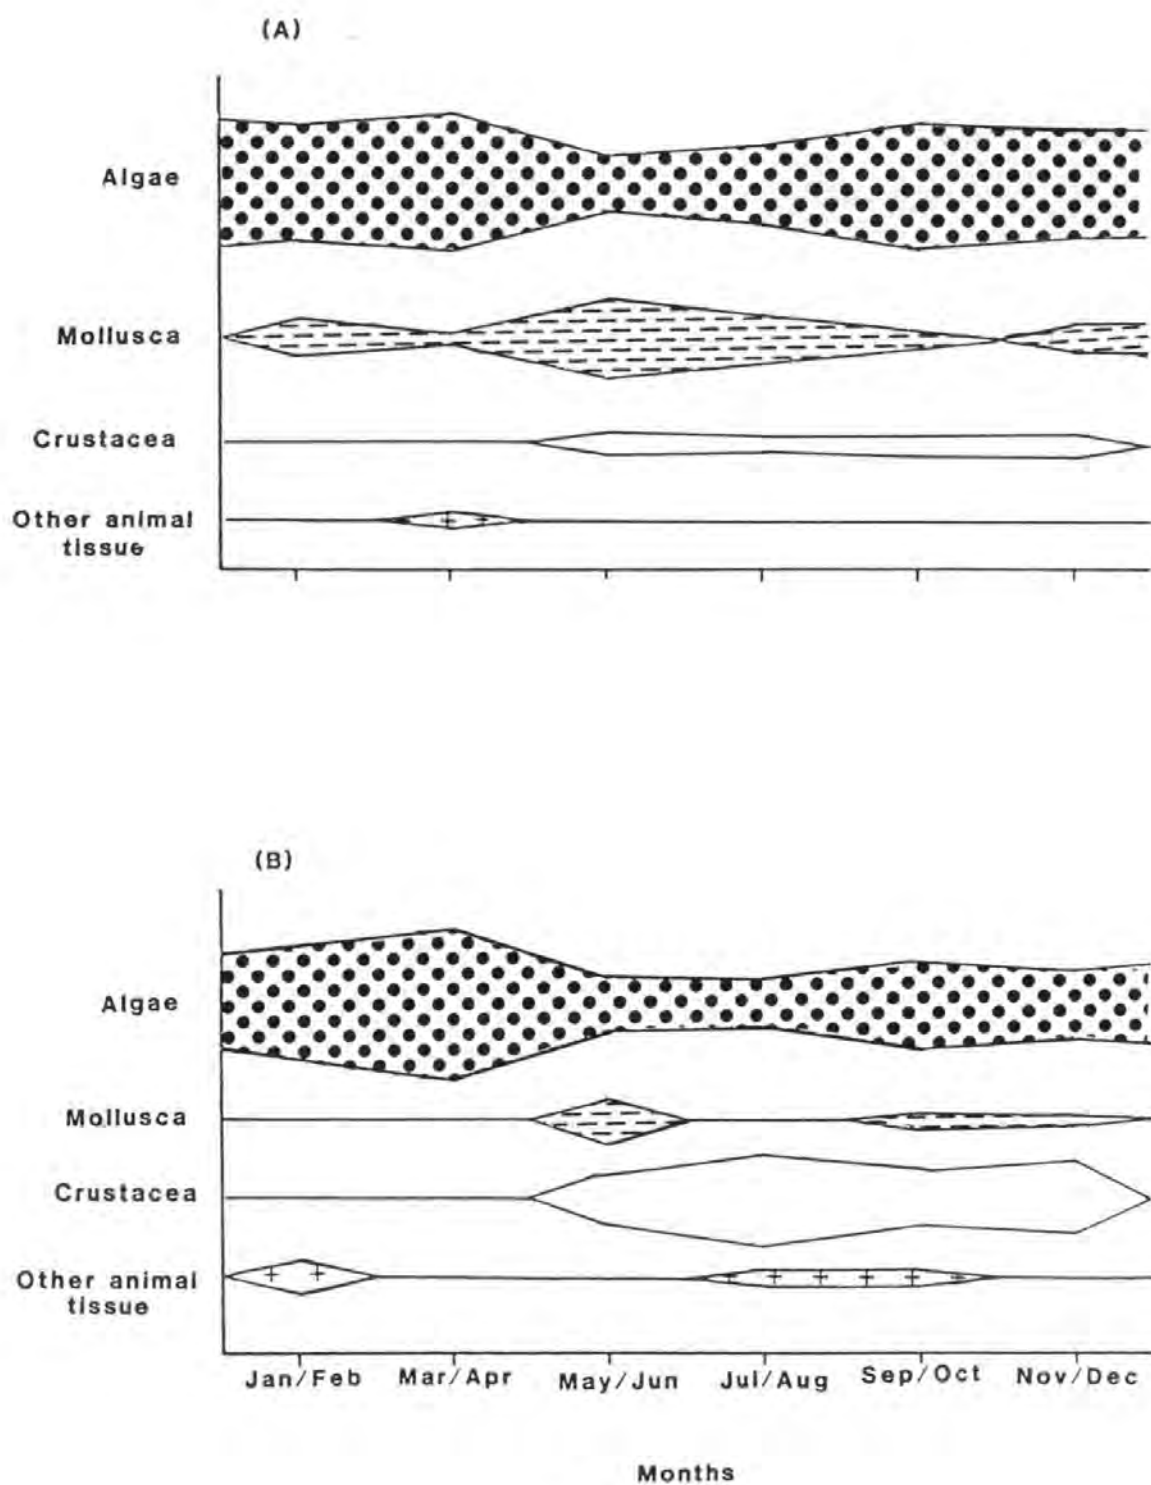 (A)
Algae
Mollusca
Crustacea
Other animal
tissue
(B)
Algae
Mollusca
Crustacea
Other animal
tissue
Jan/Feb Mar/Apr May/Jun Jul/Aug Sep/Oct Nov/Dec
Months